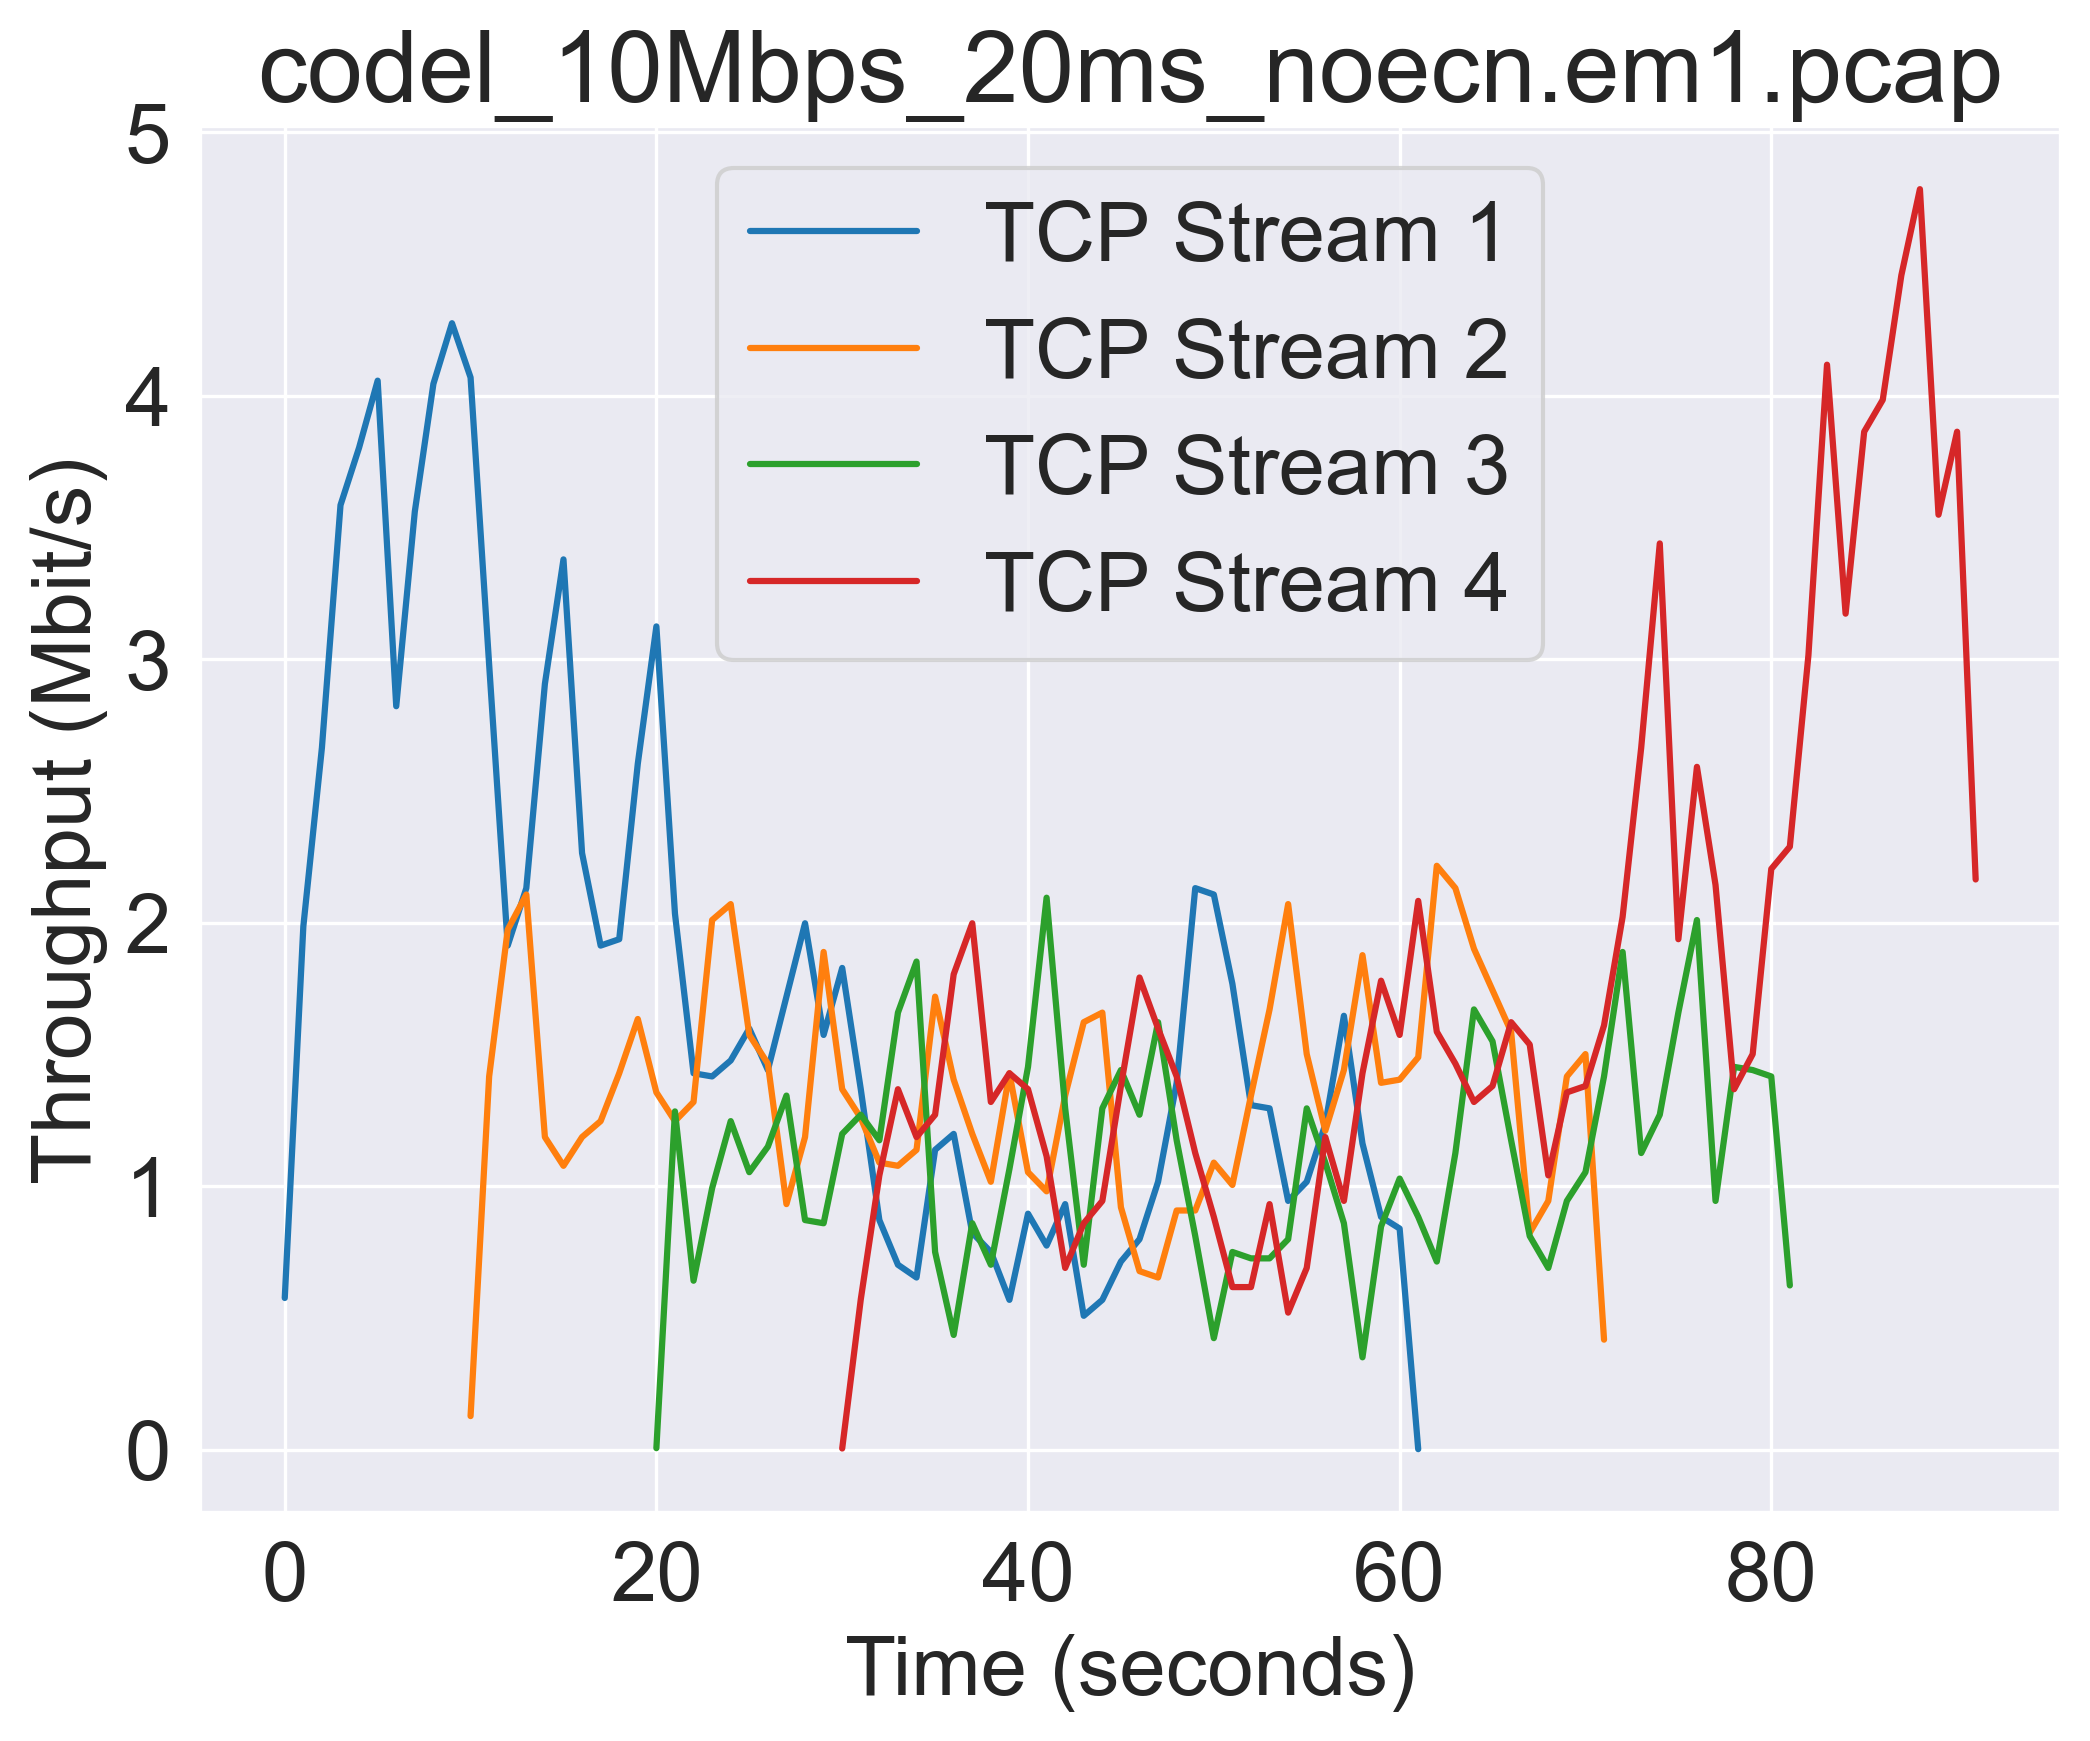 codel_10Mbps_20ms_noecn.em1.pcap
5
4
3
2
1
0
Throughput (Mbit/s)
TCP Stream 1
TCP Stream 2
TCP Stream 3
TCP Stream 4
0 20 40 60 80
Time (seconds)